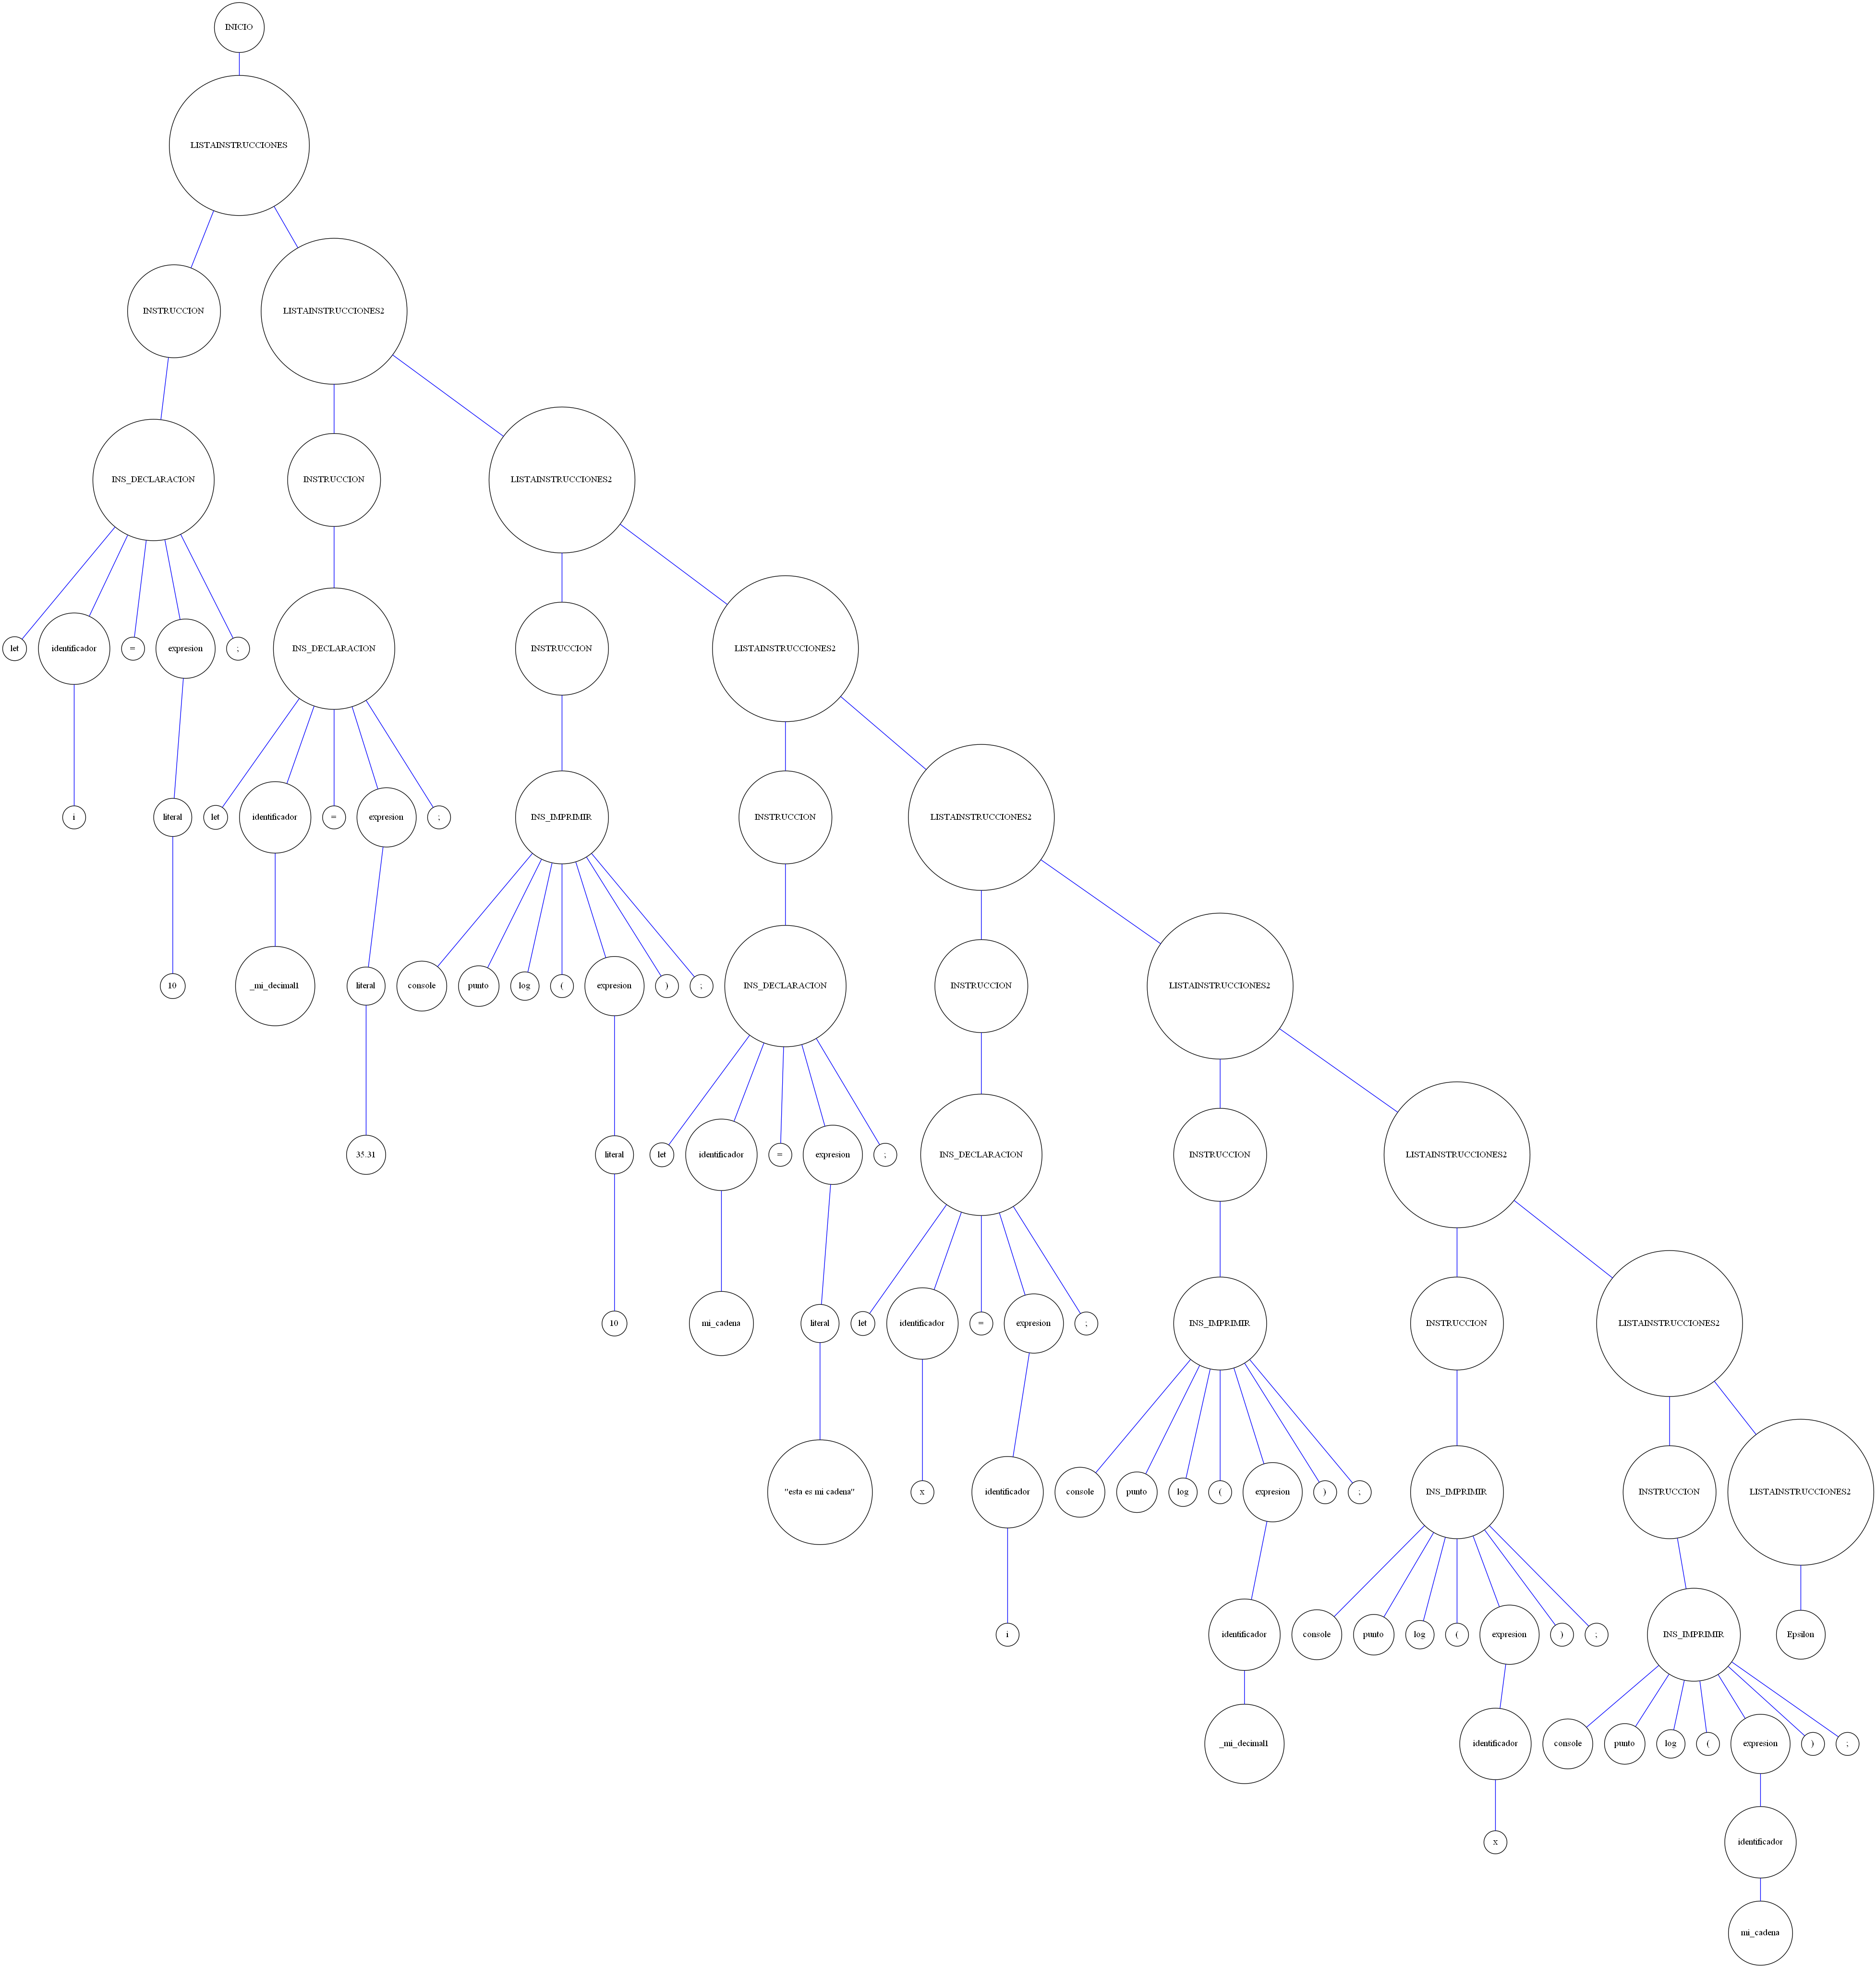 INICIO
LISTAINSTRUCCIONES
INSTRUCCION
LISTAINSTRUCCIONES2
INS_DECLARACION
INSTRUCCION
LISTAINSTRUCCIONES2
let
identificador
=
expresion
;
INS_DECLARACION
INSTRUCCION
LISTAINSTRUCCIONES2
i
literal
let
identificador
=
expresion
;
INS_IMPRIMIR
INSTRUCCION
LISTAINSTRUCCIONES2
10
_mi_decimal1
literal
console
punto
log
(
expresion
)
;
INS_DECLARACION
INSTRUCCION
LISTAINSTRUCCIONES2
35.31
literal
let
identificador
=
expresion
;
INS_DECLARACION
INSTRUCCION
LISTAINSTRUCCIONES2
10
mi_cadena
literal
let
identificador
=
expresion
;
INS_IMPRIMIR
INSTRUCCION
LISTAINSTRUCCIONES2
"esta es mi cadena"
x
identificador
console
punto
log
(
expresion
)
;
INS_IMPRIMIR
INSTRUCCION
LISTAINSTRUCCIONES2
i
identificador
console
punto
log
(
expresion
)
;
INS_IMPRIMIR
Epsilon
_mi_decimal1
identificador
console
punto
log
(
expresion
)
;
x
identificador
mi_cadena